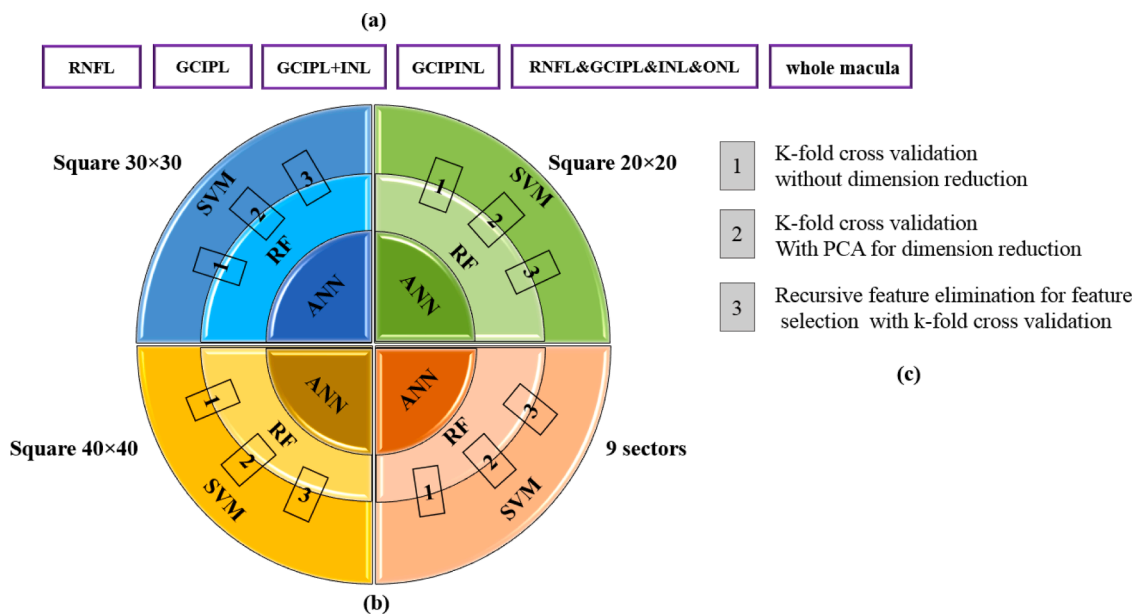 (a)
RNFL
GCIPL
GCIPL+INL
GCIPINL
RNFL&GCIPL&INL&ONL
whole macula
Square 30×30
SVM
1
2
3
RF
ANN
Square 20×20
SVM
1
2
3
RF
ANN
Square 40×40
SVM
1
2
3
RF
ANN
9 sectors
SVM
1
2
3
RF
ANN
(b)
1
K-fold cross validation
without dimension reduction
2
K-fold cross validation
With PCA for dimension reduction
3
Recursive feature elimination for feature
selection with k-fold cross validation
(c)